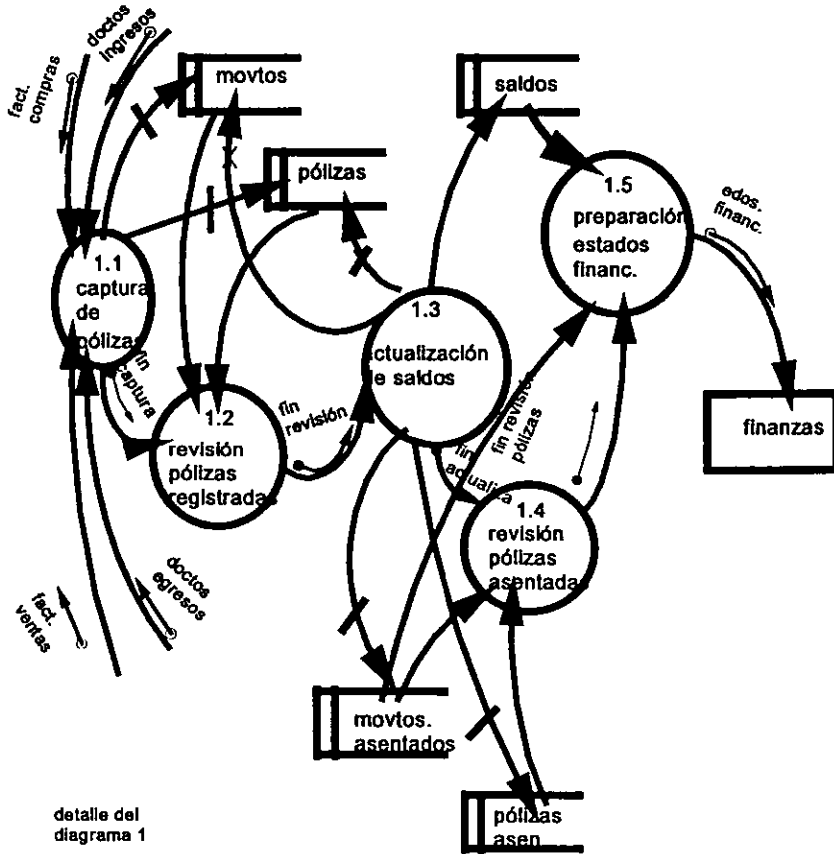 doctos
ingresos
fact.
compras
movtos
saldos
pólizas
1.5
preparación
estados
financ.
edos.
financ.
1.1
captura
de
pólizas
1.3
actualización
de saldos
fin
captura
1.2
revisión
pólizas
registradas
fin
revisión
fin revisión
pólizas
fin
actualiza
finanzas
1.4
revisión
pólizas
asentadas
doctos
egresos
fact.
ventas
movtos.
asentados
pólizas
asen
detalle del
diagrama 1